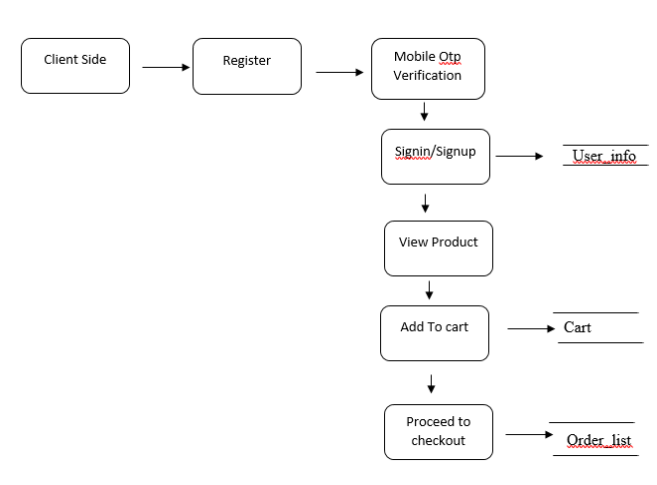 Client Side
Register
Mobile Otp
Verification
Signin/Signup
User_info
View Product
Add To cart
Cart
Proceed to
checkout
Order_list